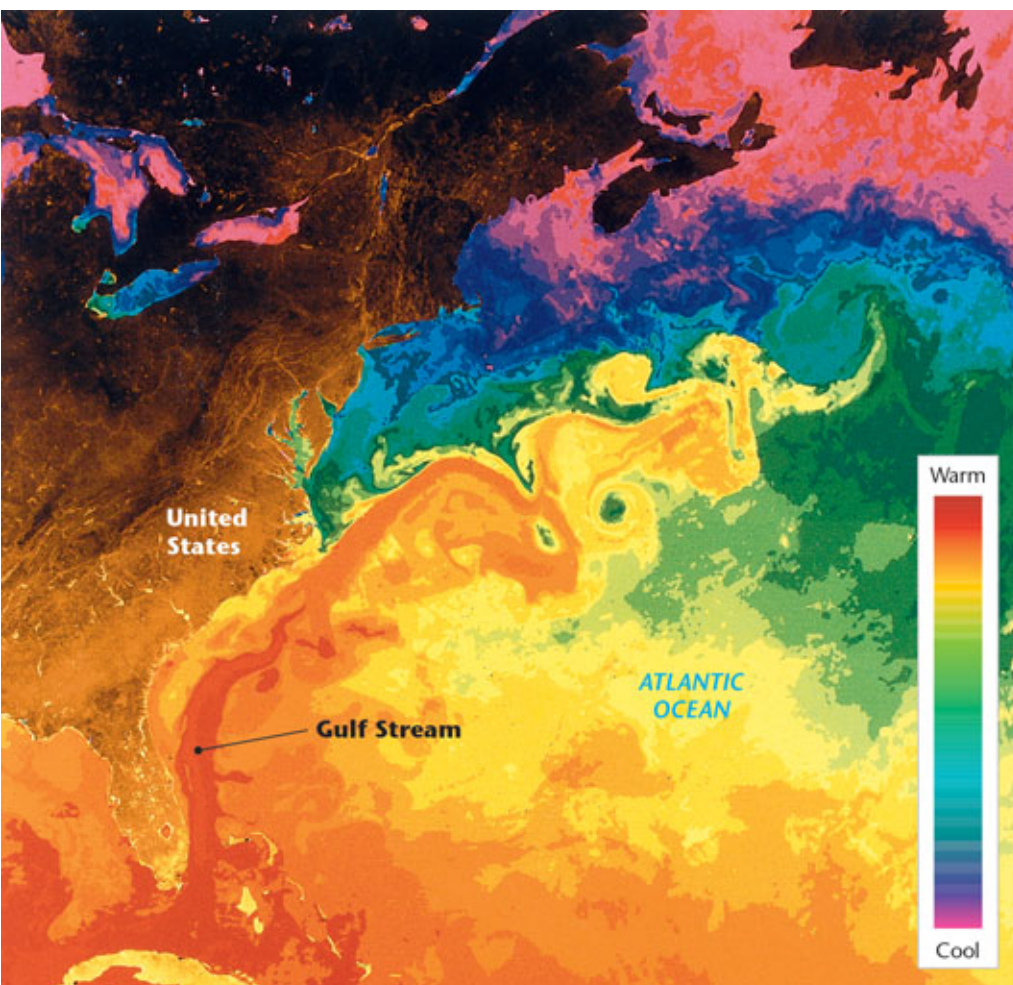 United
States
Gulf Stream
ATLANTIC
OCEAN
Warm
Cool